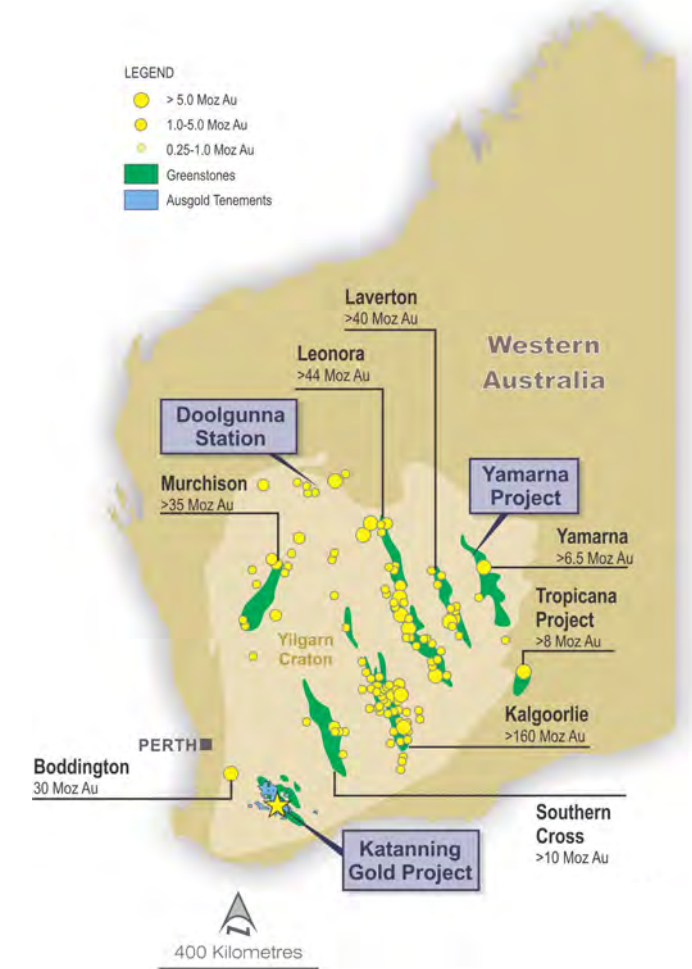 LEGEND
> 5.0 Moz Au
1.0-5.0 Moz Au
0.25-1.0 Moz Au
Greenstones
Ausgold Tenements
Laverton
>40 Moz Au
Leonora
>44 Moz Au
Western
Australia
Doolgunna
Station
Murchison
>35 Moz Au
Yamarna
Project
Yamarna
>6.5 Moz Au
Tropicana
Project
>8 Moz Au
Yilgarn
Craton
Kalgoorlie
>160 Moz Au
PERTH
Boddington
30 Moz Au
Southern
Cross
>10 Moz Au
Katanning
Gold Project
N
400 Kilometres